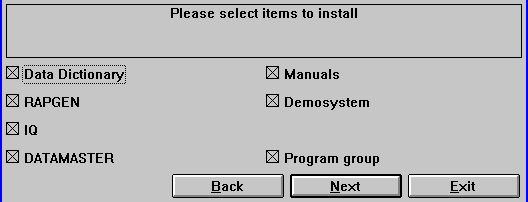 Please select items to install
Data Dictionary
Manuals
RAPGEN
Demosystem
IQ
DATAMASTER
Program group
Back
Next
Exit